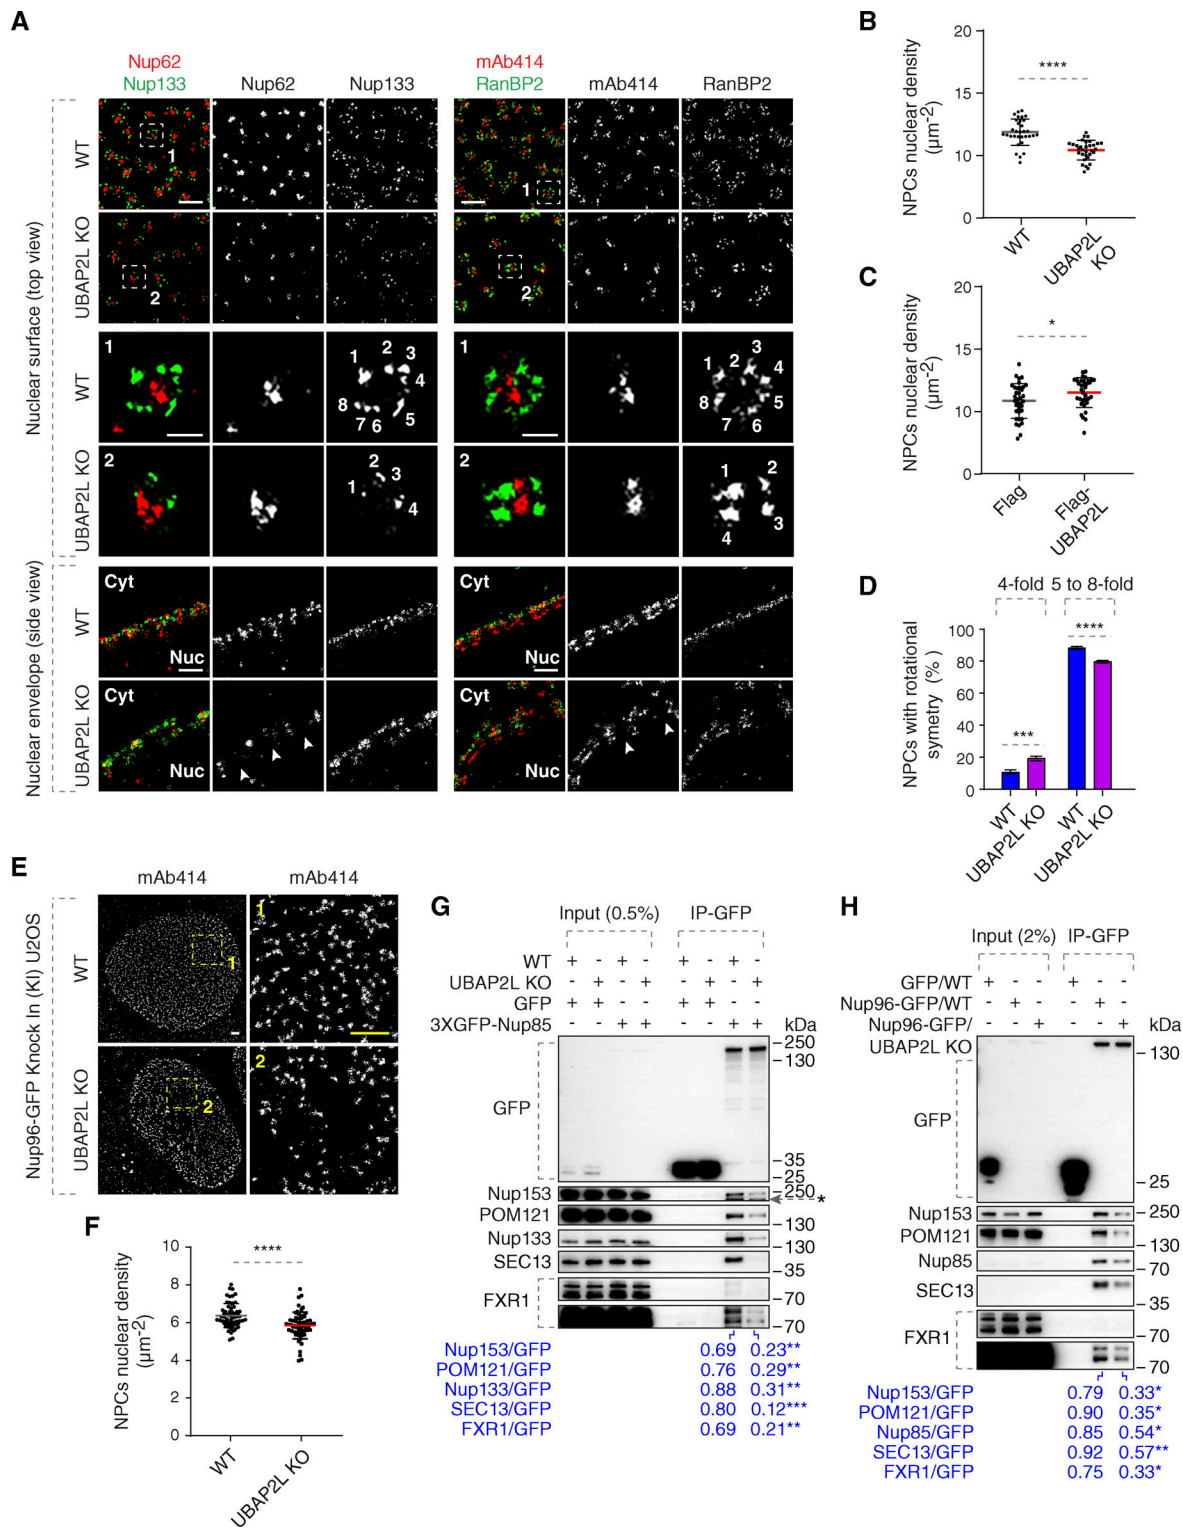 A
Nup62
Nup133
Nup62
Nup133
mAb414
RanBP2
mAb414
RanBP2
Nuclear surface (top view)
WT
1
1
UBAP2L KO
2
2
WT
1
1 2 3 4 5 6 7 8
1
1 2 3 4 5 6 7 8
UBAP2L KO
2
1 2 3 4
2
1 2 3 4
Nuclear envelope (side view)
WT
Cyt
Nuc
Cyt
Nuc
UBAP2L KO
Cyt
Nuc
Cyt
Nuc
B
NPCs nuclear density
(µm-2)
20
15
10
0
****
WT
UBAP2L
KO
C
NPCs nuclear density
(µm-2)
20
15
10
0
*
Flag
Flag-
UBAP2L
D
4-fold 5 to 8-fold
NPCs with rotational
symetry (%)
100
80
60
40
20
0
***
****
WT
UBAP2L KO
WT
UBAP2L KO
E
mAb414 mAb414
Nup96-GFP Knock In (KI) U2OS
WT
1
1
UBAP2L KO
2
2
F
NPCs nuclear density
(µm-2)
10
8
6
4
2
0
****
WT
UBAP2L KO
G
Input (0.5%) IP-GFP
WT + - + - + - + -
UBAP2L KO - + - + - + - +
GFP + + - - + + - -
3XGFP-Nup85 - - + + - - + + kDa
GFP
250
130
35
25
Nup153 250 *
POM121 130
Nup133 130
SEC13 35
FXR1 70
70
Nup153/GFP 0.69 0.23**
POM121/GFP 0.76 0.29**
Nup133/GFP 0.88 0.31**
SEC13/GFP 0.80 0.12***
FXR1/GFP 0.69 0.21**
H
Input (2%) IP-GFP
GFP/WT + - - + - -
Nup96-GFP/WT - + - - + -
Nup96-GFP/ - - + - - + kDa
UBAP2L KO
130
GFP
25
Nup153 250
POM121 130
Nup85 70
SEC13 35
FXR1 70
70
Nup153/GFP 0.79 0.33*
POM121/GFP 0.90 0.35*
Nup85/GFP 0.85 0.54*
SEC13/GFP 0.92 0.57**
FXR1/GFP 0.75 0.33*